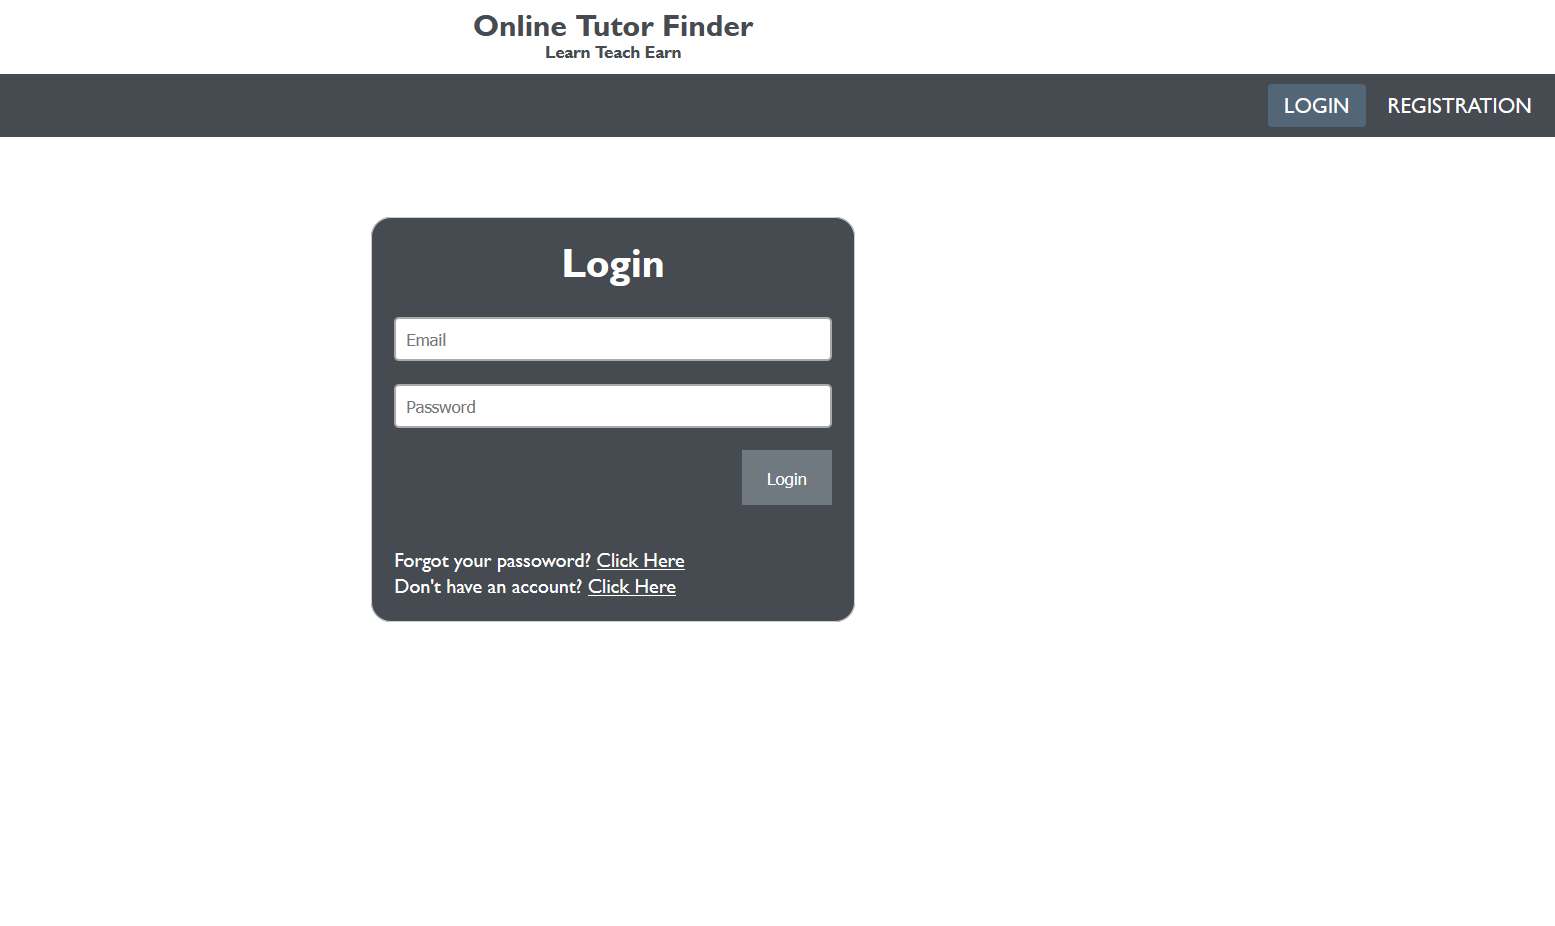 Online Tutor Finder
Learn Teach Earn
LOGIN REGISTRATION
Login
Email
Password
Login
Forgot your passoword? Click Here
Don't have an account? Click Here